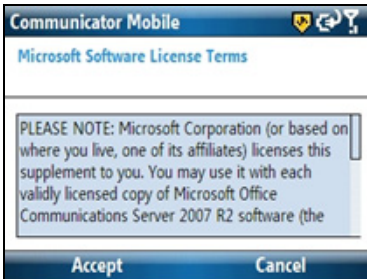 Communicator Mobile
Microsoft Software License Terms
PLEASE NOTE: Microsoft Corporation (or based on
where you live, one of its affiliates) licenses this
supplement to you. You may use it with each
validly licensed copy of Microsoft Office
Communications Server 2007 R2 software (the
Accept Cancel